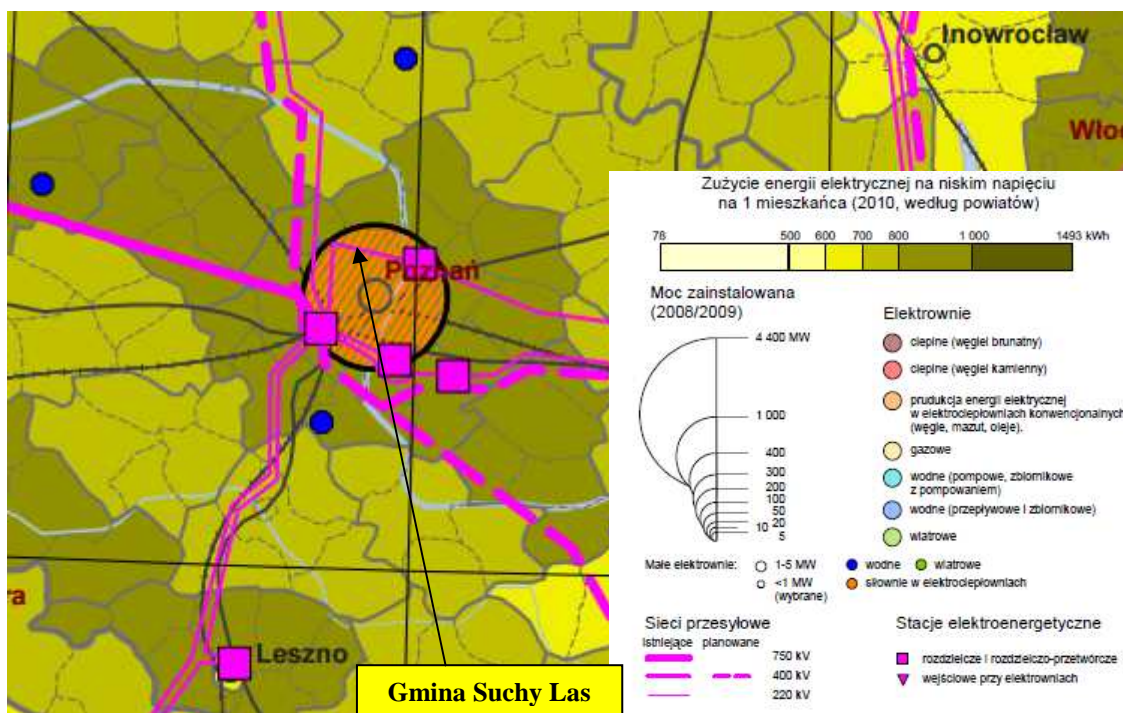 Inowrocław
Włoc
Poznań
ra
Leszno
Gmina Suchy Las
Zużycie energii elektrycznej na niskim napięciu
na 1 mieszkańca (2010, według powiatów)
78 500 600 700 800 1 000 1493 kWh
Moc zainstalowana
(2008/2009)
4 400 MW
1 000
400
300
200
100
50
20
10
5
Elektrownie
cieplne (węgiel brunatny)
cieplne (węgiel kamienny)
prudukcja energii elektrycznej
w elektrociepłowniach konwencjonalnych
(węgle, mazut, oleje).
gazowe
wodne (pompowe, zbiornikowe
z pompowaniem)
wodne (przepływowe i zbiornikowe)
wiatrowe
Małe elektrownie: 1-5 MW wodne wiatrowe
<1 MW siłownie w elektrociepłowniach
(wybrane)
Sieci przesyłowe
istniejące planowane
750 kV
400 kV
220 kV
Stacje elektroenergetyczne
rozdzielcze i rozdzielczo-przetwórcze
wejściowe przy elektrowniach